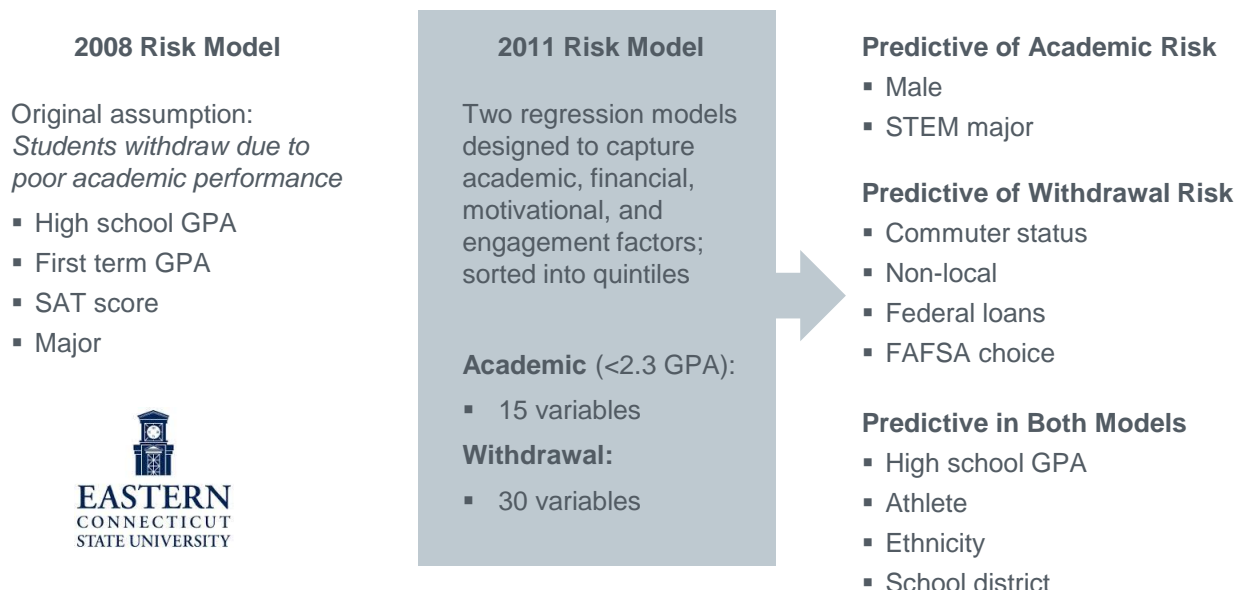 2008 Risk Model
Original assumption:
Students withdraw due to
poor academic performance
▪ High school GPA
▪ First term GPA
▪ SAT score
▪ Major
EASTERN
CONNECTICUT
STATE UNIVERSITY
2011 Risk Model
Two regression models
designed to capture
academic, financial,
motivational, and
engagement factors;
sorted into quintiles
Academic (<2.3 GPA):
▪ 15 variables
Withdrawal:
▪ 30 variables
Predictive of Academic Risk
▪ Male
▪ STEM major
Predictive of Withdrawal Risk
▪ Commuter status
▪ Non-local
▪ Federal loans
▪ FAFSA choice
Predictive in Both Models
▪ High school GPA
▪ Athlete
▪ Ethnicity
▪ School district